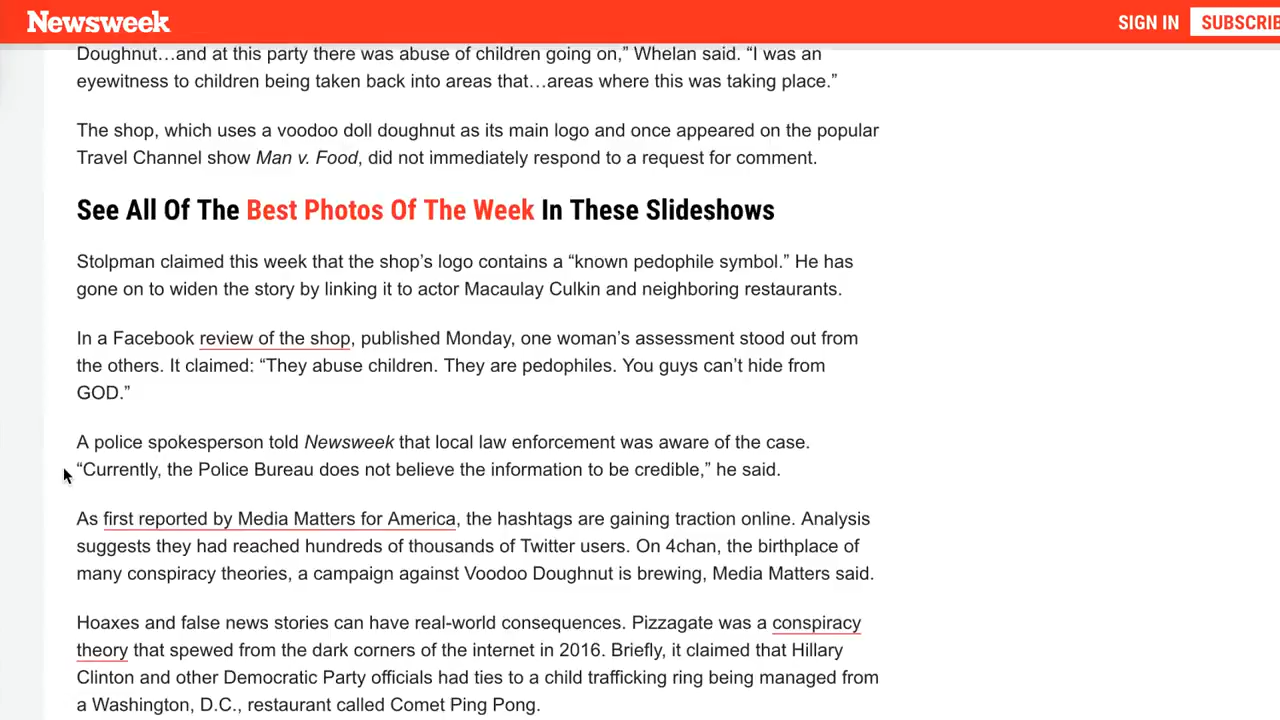 Newsweek
SIGN IN
SUBSCRIB
Doughnut…and at this party there was abuse of children going on,” Whelan said. “I was an
eyewitness to children being taken back into areas that…areas where this was taking place.”
The shop, which uses a voodoo doll doughnut as its main logo and once appeared on the popular
Travel Channel show Man v. Food, did not immediately respond to a request for comment.
See All Of The Best Photos Of The Week In These Slideshows
Stolpman claimed this week that the shop’s logo contains a “known pedophile symbol.” He has
gone on to widen the story by linking it to actor Macaulay Culkin and neighboring restaurants.
In a Facebook review of the shop, published Monday, one woman’s assessment stood out from
the others. It claimed: “They abuse children. They are pedophiles. You guys can’t hide from
GOD.”
A police spokesperson told Newsweek that local law enforcement was aware of the case.
“Currently, the Police Bureau does not believe the information to be credible,” he said.
As first reported by Media Matters for America, the hashtags are gaining traction online. Analysis
suggests they had reached hundreds of thousands of Twitter users. On 4chan, the birthplace of
many conspiracy theories, a campaign against Voodoo Doughnut is brewing, Media Matters said.
Hoaxes and false news stories can have real-world consequences. Pizzagate was a conspiracy
theory that spewed from the dark corners of the internet in 2016. Briefly, it claimed that Hillary
Clinton and other Democratic Party officials had ties to a child trafficking ring being managed from
a Washington, D.C., restaurant called Comet Ping Pong.